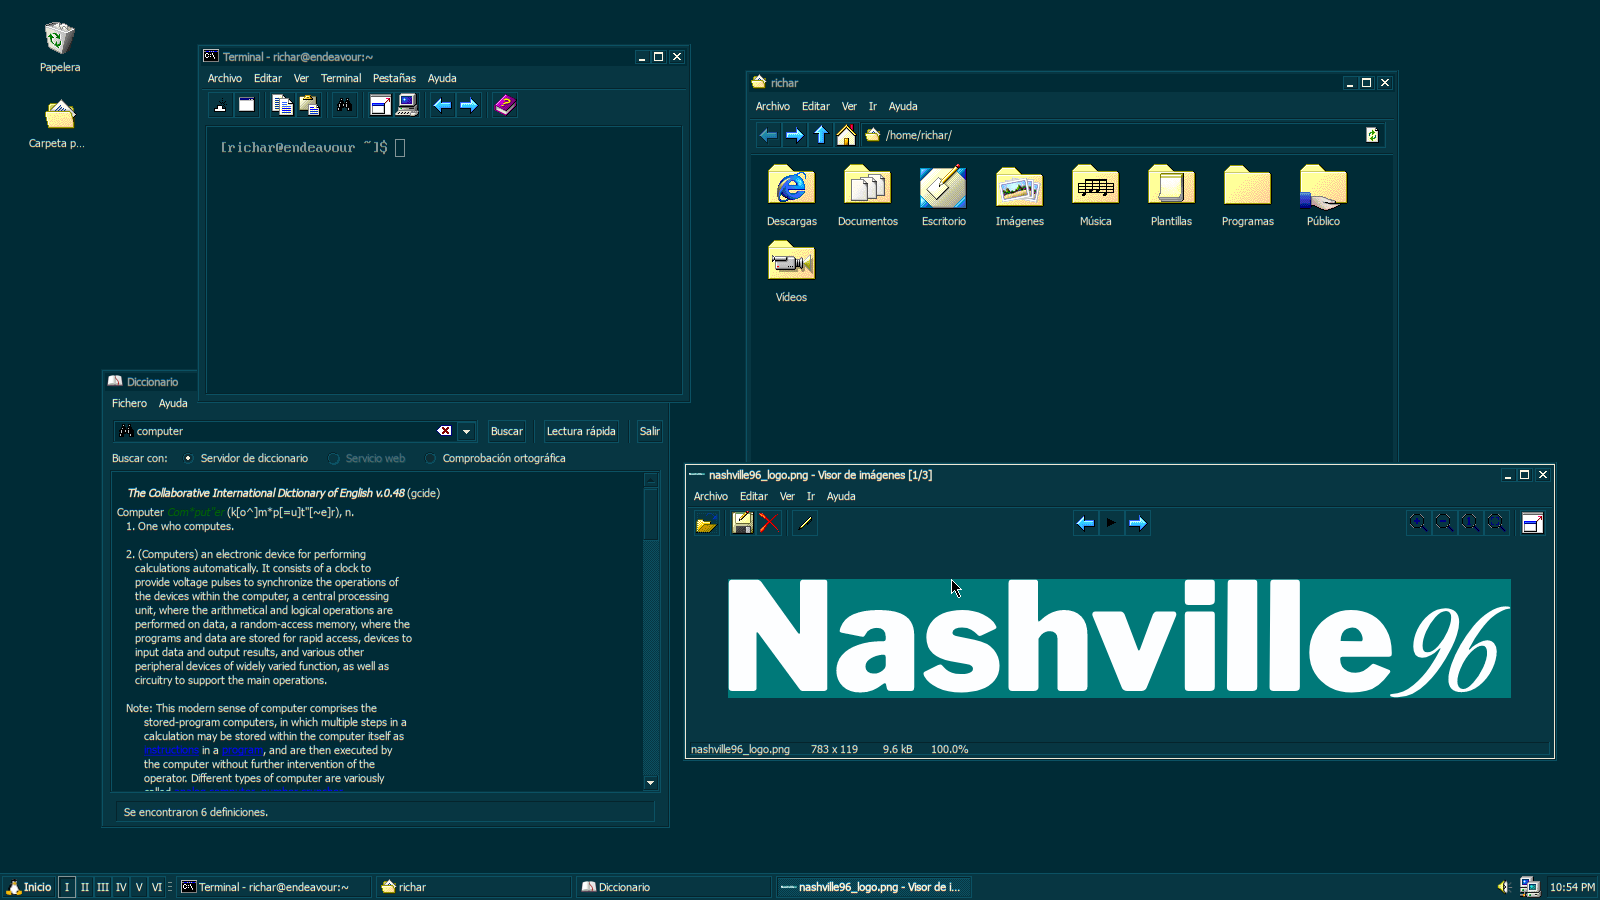 Papelera
Carpeta p...
Terminal - richar@endeavour:~
Archivo Editar Ver Terminal Pestañas Ayuda
[richar@endeavour ~]$
richar
Archivo Editar Ver Ir Ayuda
/home/richar/
Descargas Documentos Escritorio Imágenes Música Plantillas Programas Público
Vídeos
Diccionario
Fichero Ayuda
computer Buscar Lectura rápida Salir
Buscar con: Servidor de diccionario Servicio web Comprobación ortográfica
The Collaborative International Dictionary of English v.0.48 (gcide)
Computer Com*put"er (k[o^]m*p[=u]t"[~e]r), n.
1. One who computes.
2. (Computers) an electronic device for performing
calculations automatically. It consists of a clock to
provide voltage pulses to synchronize the operations of
the devices within the computer, a central processing
unit, where the arithmetical and logical operations are
performed on data, a random-access memory, where the
programs and data are stored for rapid access, devices to
input data and output results, and various other
peripheral devices of widely varied function, as well as
circuitry to support the main operations.
Note: This modern sense of computer comprises the
stored-program computers, in which multiple steps in a
calculation may be stored within the computer itself as
instructions in a program, and are then executed by
the computer without further intervention of the
operator. Different types of computer are variously
called
Se encontraron 6 definiciones.
nashville96_logo.png - Visor de imágenes [1/3]
Archivo Editar Ver Ir Ayuda
Nashville96
nashville96_logo.png 783 x 119 9.6 kB 100.0%
Inicio I II III IV V VI Terminal - richar@endeavour:~ richar Diccionario nashville96_logo.png - Visor de i... 10:54 PM